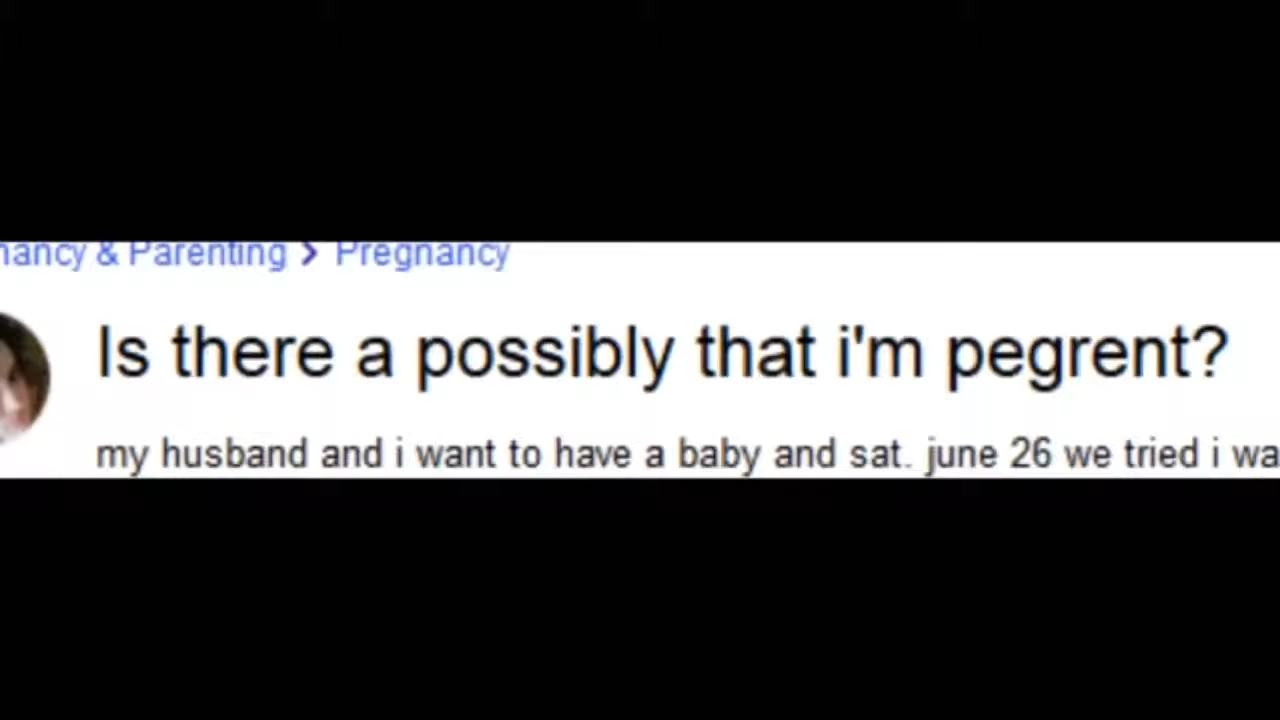 nancy & Parenting > Pregnancy
Is there a possibly that i'm pegrent?
my husband and i want to have a baby and sat. june 26 we tried i wa